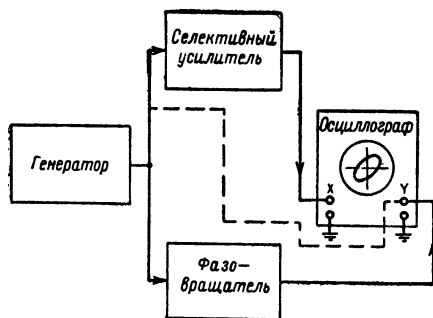 Селективный
усилитель
Осциллограф
Генератор
X
Y
Фазо-
вращатель